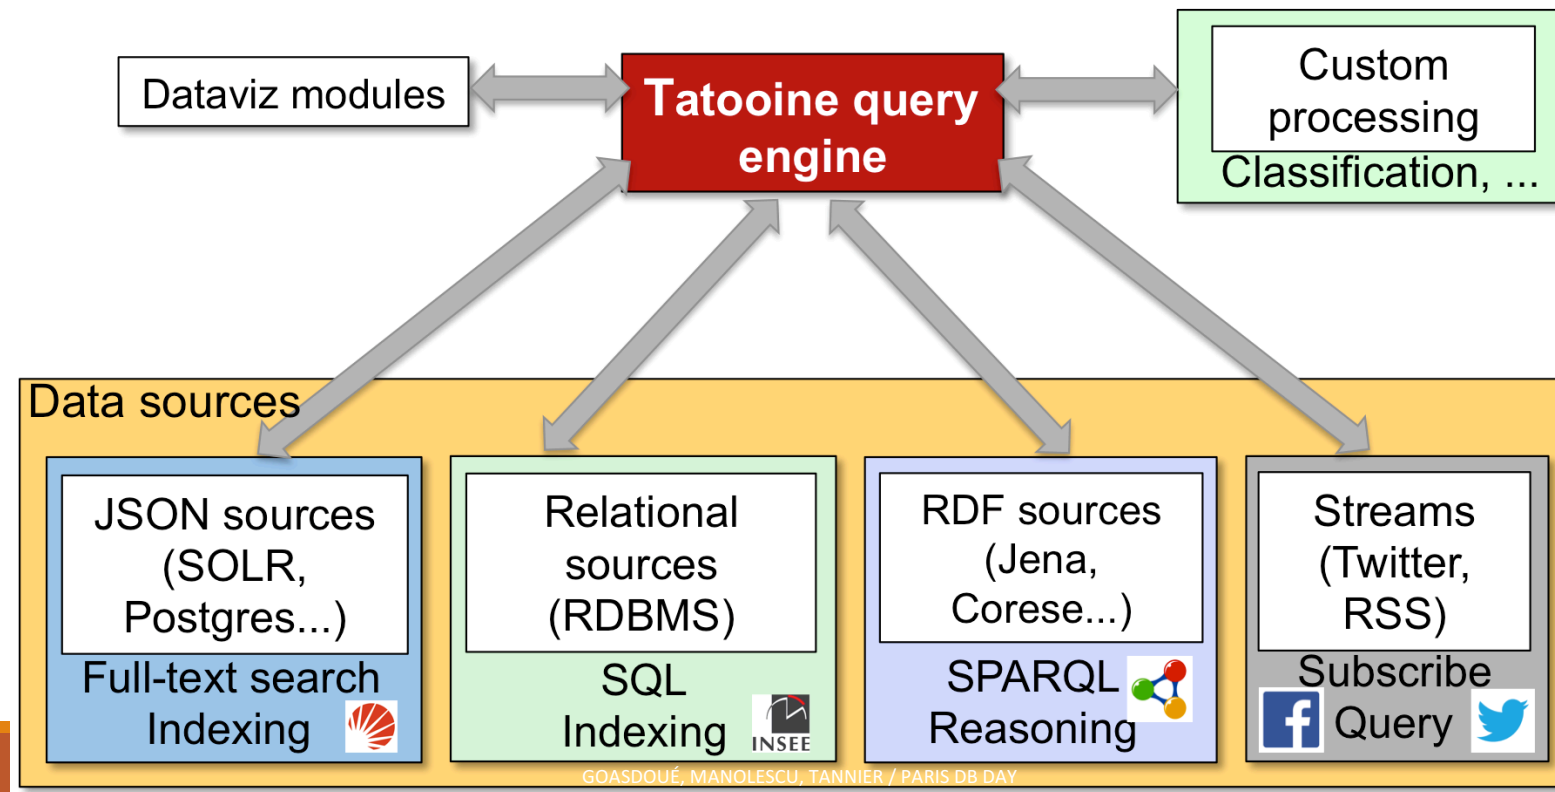 Dataviz modules
Tatooine query
engine
Custom
processing
Classification, ...
Data sources
JSON sources
(SOLR,
Postgres...)
Full-text search
Indexing
Relational
sources
(RDBMS)
SQL
Indexing
INSEE
RDF sources
(Jena,
Corese...)
SPARQL
Reasoning
Streams
(Twitter,
RSS)
Subscribe
Query
f
GOASDOUÉ, MANOLESCU, TANNIER / PARIS DB DAY